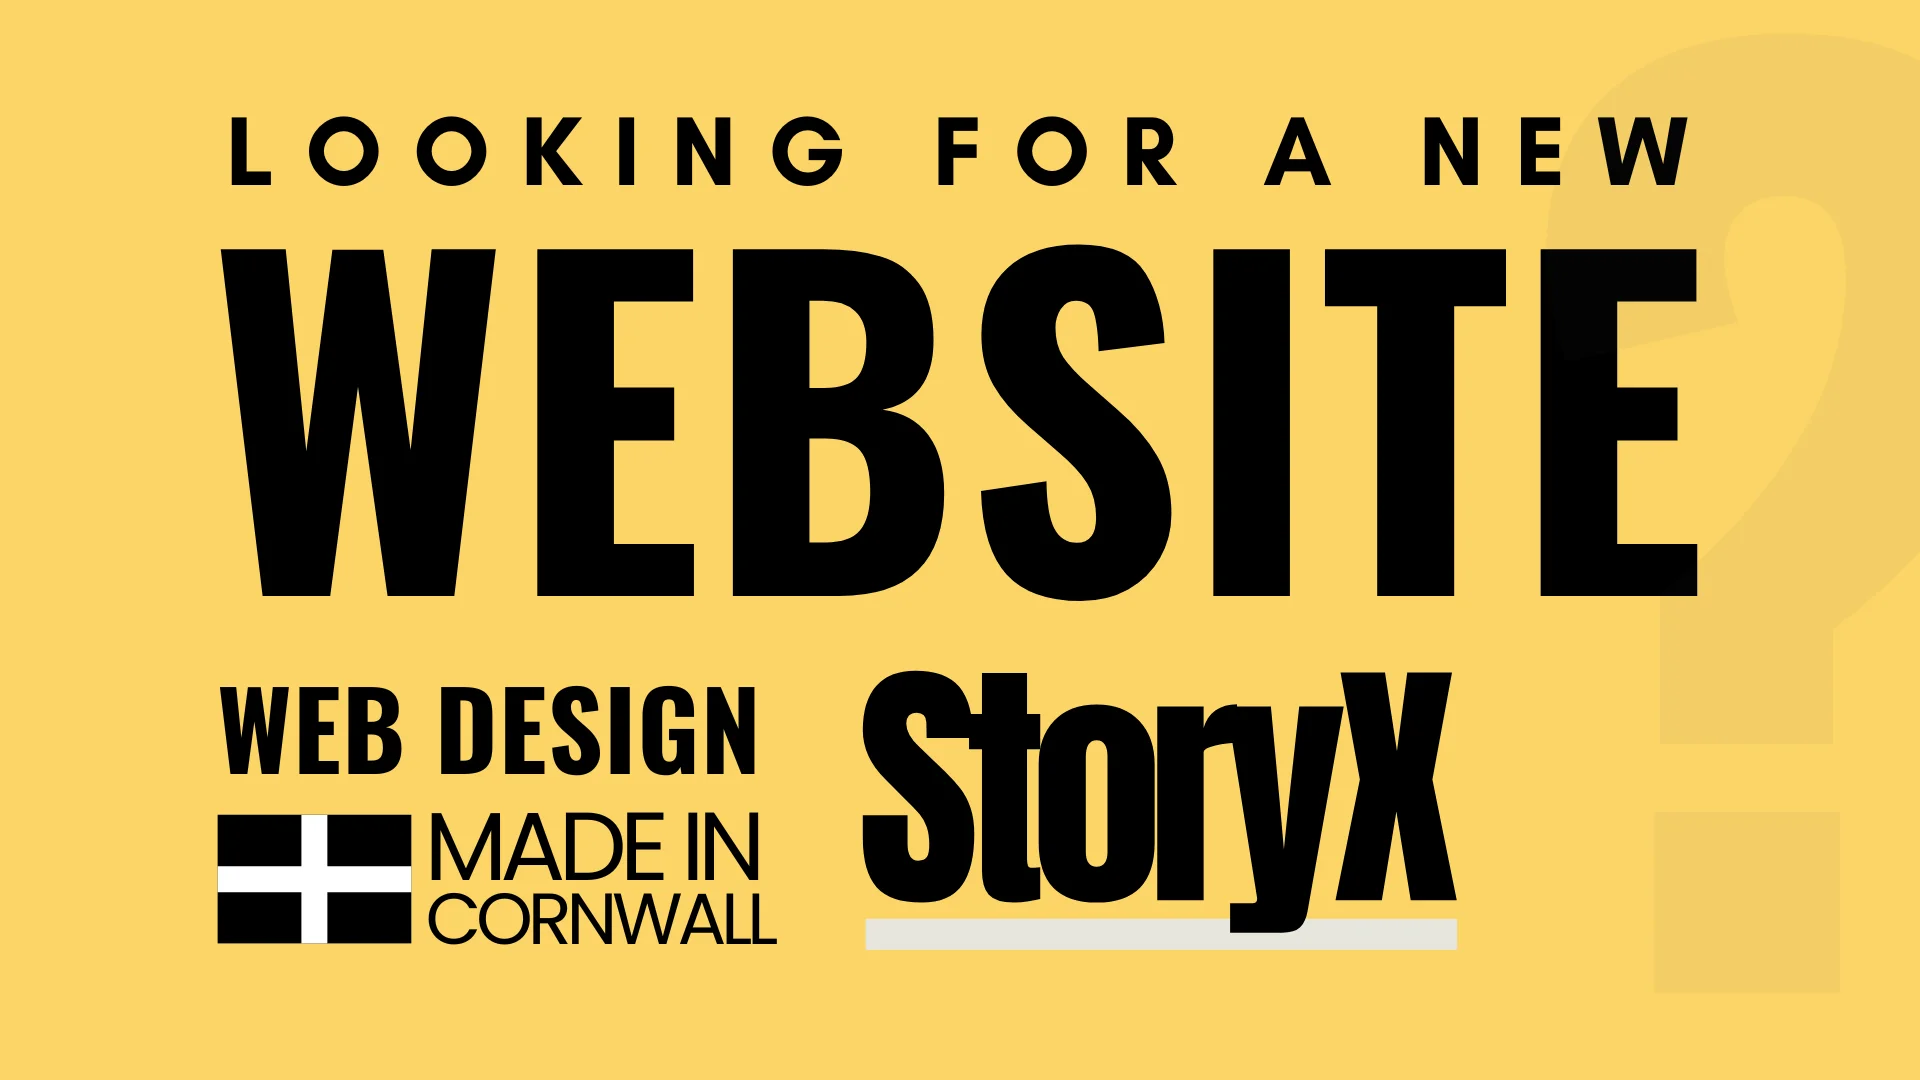 LOOKING FOR A NEW
WEBSITE
?
WEB DESIGN
MADE IN
CORNWALL
StoryX